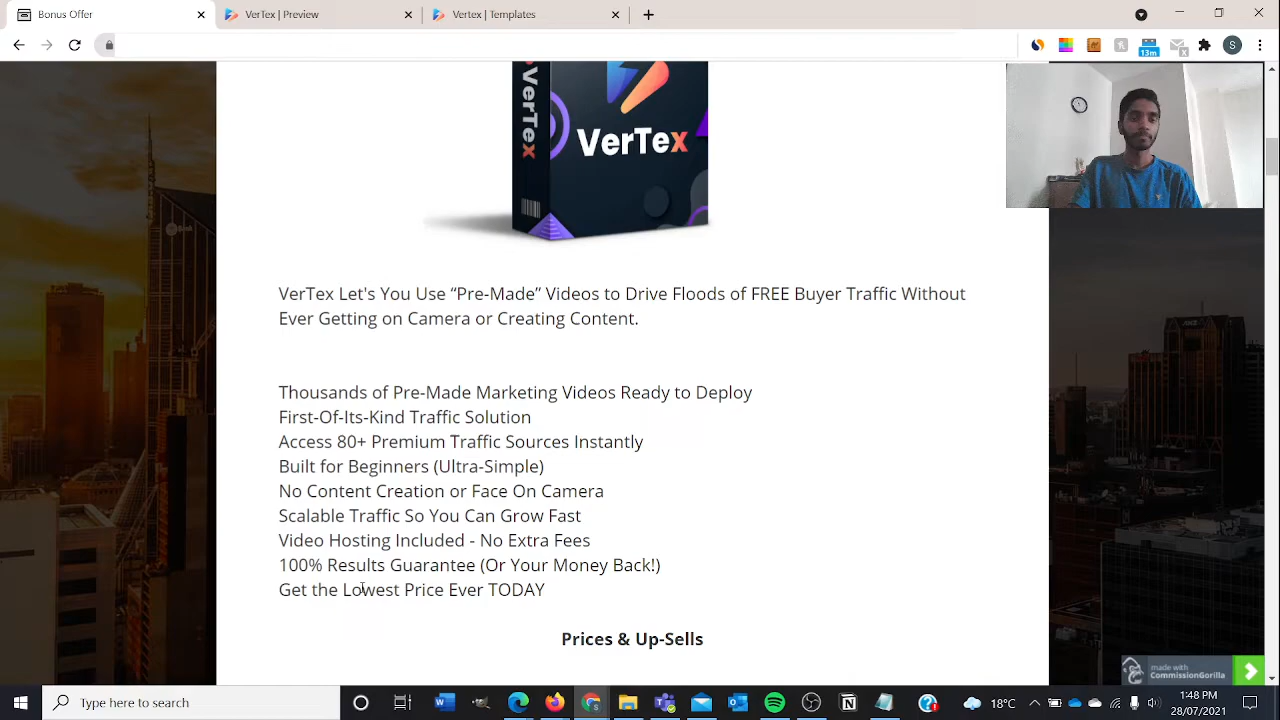 Bonus Offer
VerTex | Preview
Vertex | Templates
S
13m
VerTex
VerTex
VerTex Let's You Use “Pre-Made” Videos to Drive Floods of FREE Buyer Traffic Without
Ever Getting on Camera or Creating Content.
Thousands of Pre-Made Marketing Videos Ready to Deploy
First-Of-Its-Kind Traffic Solution
Access 80+ Premium Traffic Sources Instantly
Built for Beginners (Ultra-Simple)
No Content Creation or Face On Camera
Scalable Traffic So You Can Grow Fast
Video Hosting Included - No Extra Fees
100% Results Guarantee (Or Your Money Back!)
Get the Lowest Price Ever TODAY
Prices & Up-Sells
made with
CommissionGorilla
Type here to search
18°C
1:48 PM
28/07/2021